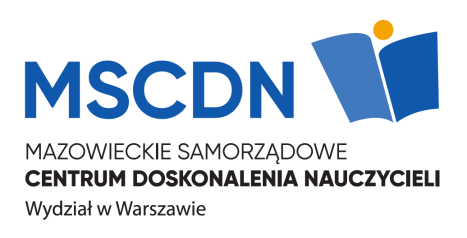 MSCDN
MAZOWIECKIE SAMORZĄDOWE
CENTRUM DOSKONALENIA NAUCZYCIELI
Wydział w Warszawie